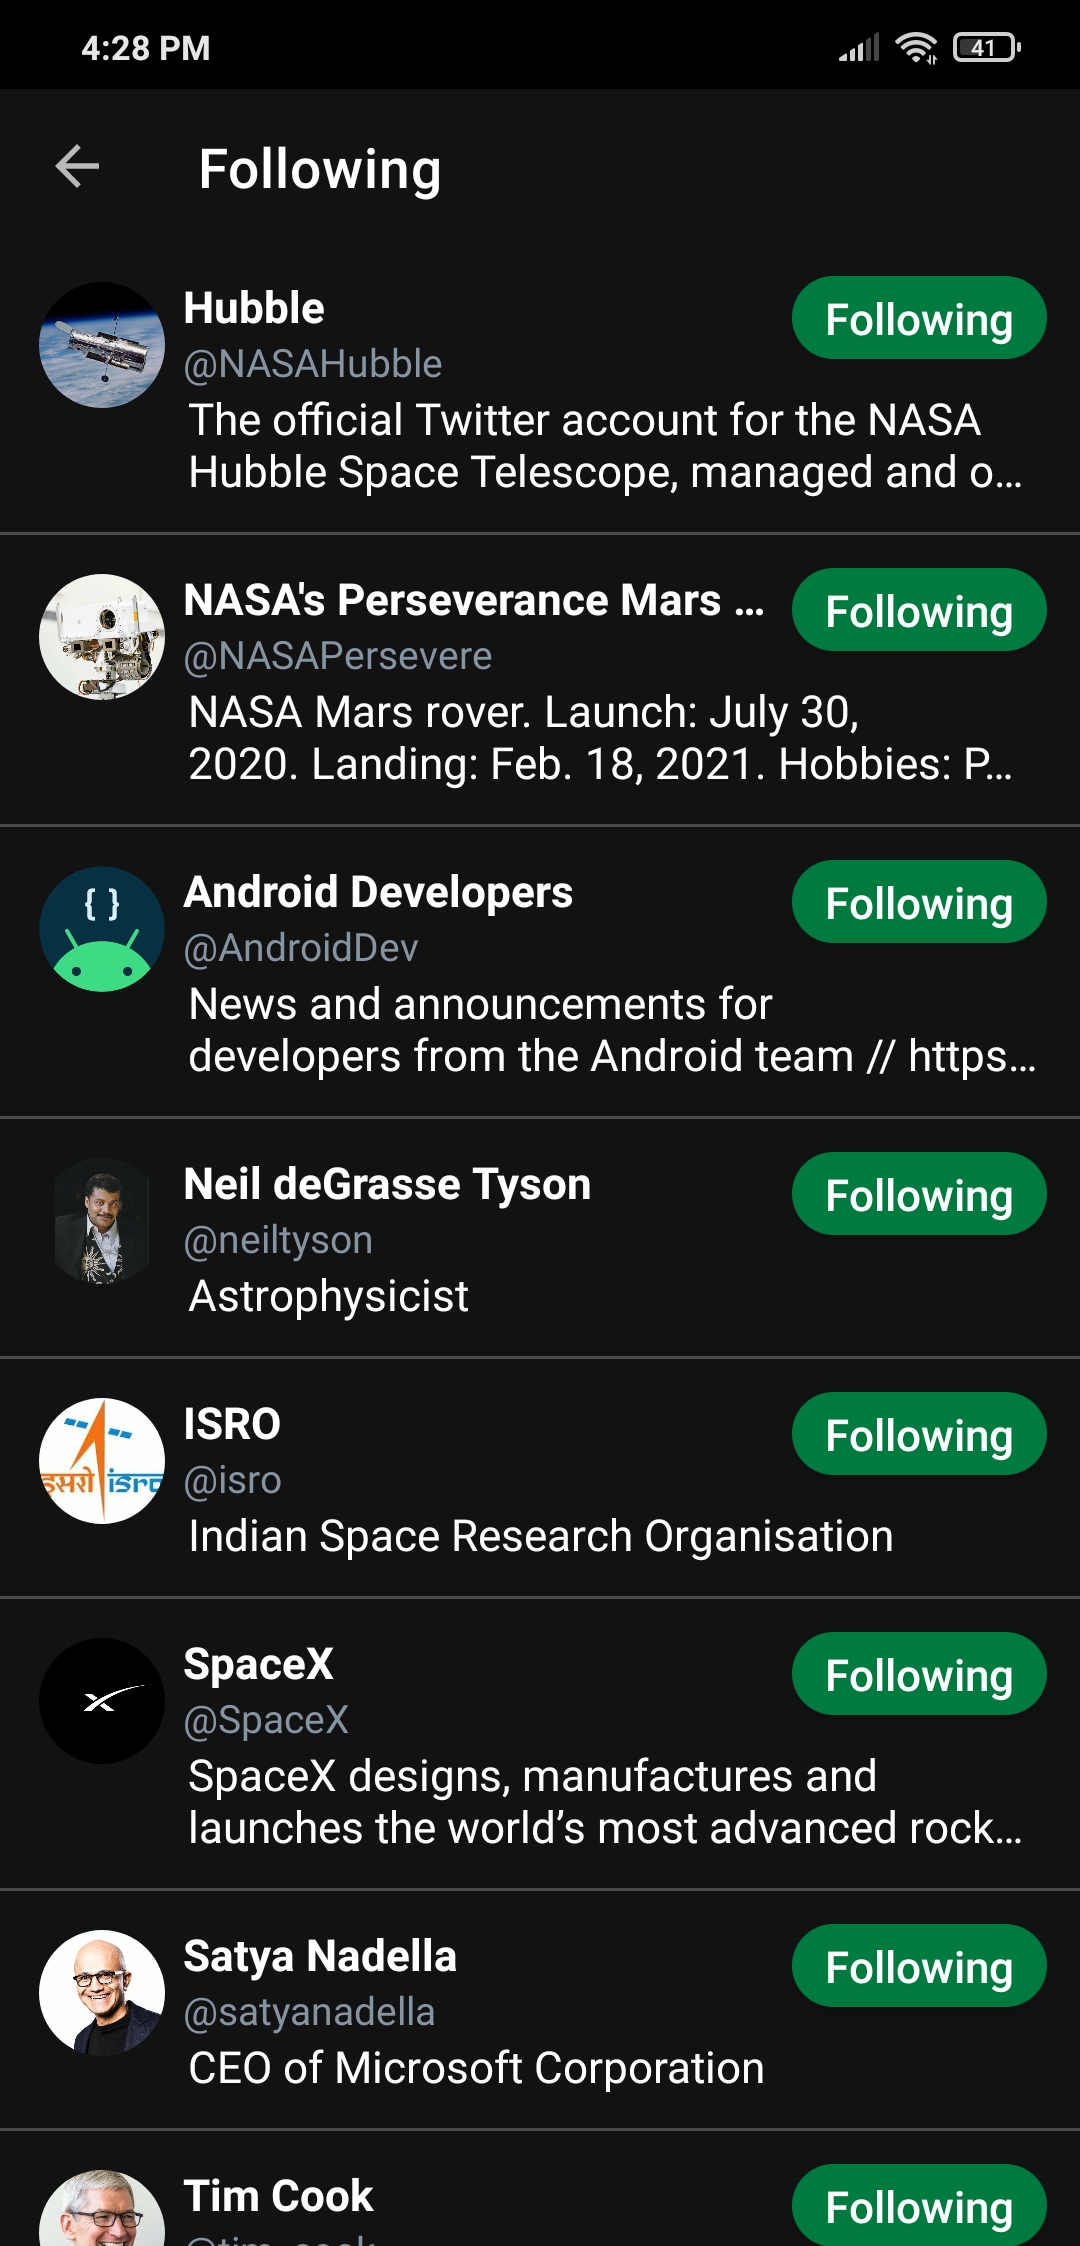 4:28 PM
41
Following
Hubble
Following
@NASAHubble
The official Twitter account for the NASA
Hubble Space Telescope, managed and o...
NASA's Perseverance Mars ...
Following
@NASAPersevere
NASA Mars rover. Launch: July 30,
2020. Landing: Feb. 18, 2021. Hobbies: P...
{ }
Android Developers
Following
@AndroidDev
News and announcements for
developers from the Android team // https...
Neil deGrasse Tyson
Following
@neiltyson
Astrophysicist
ISRO
Following
इसरो isro
@isro
Indian Space Research Organisation
SpaceX
Following
@SpaceX
SpaceX designs, manufactures and
launches the world’s most advanced rock...
Satya Nadella
Following
@satyanadella
CEO of Microsoft Corporation
Tim Cook
Following
@tim_cook